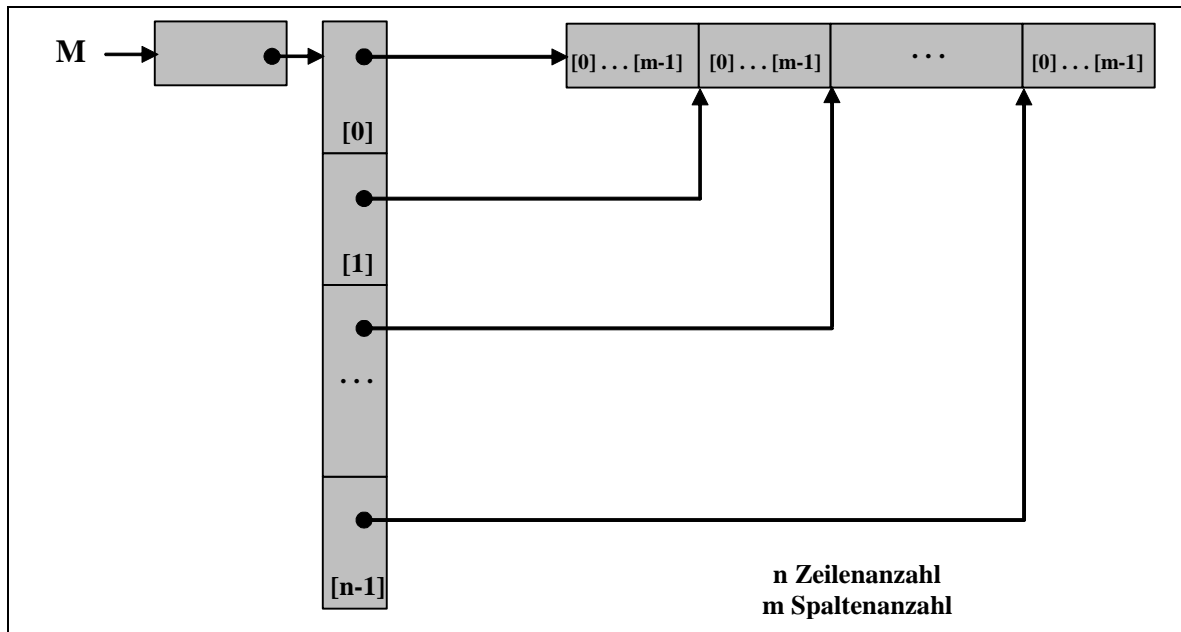 M
[0] . . . [m-1] [0] . . . [m-1] . . . [0] . . . [m-1]
[0]
[1]
. . .
[n-1]
n Zeilenanzahl
m Spaltenanzahl